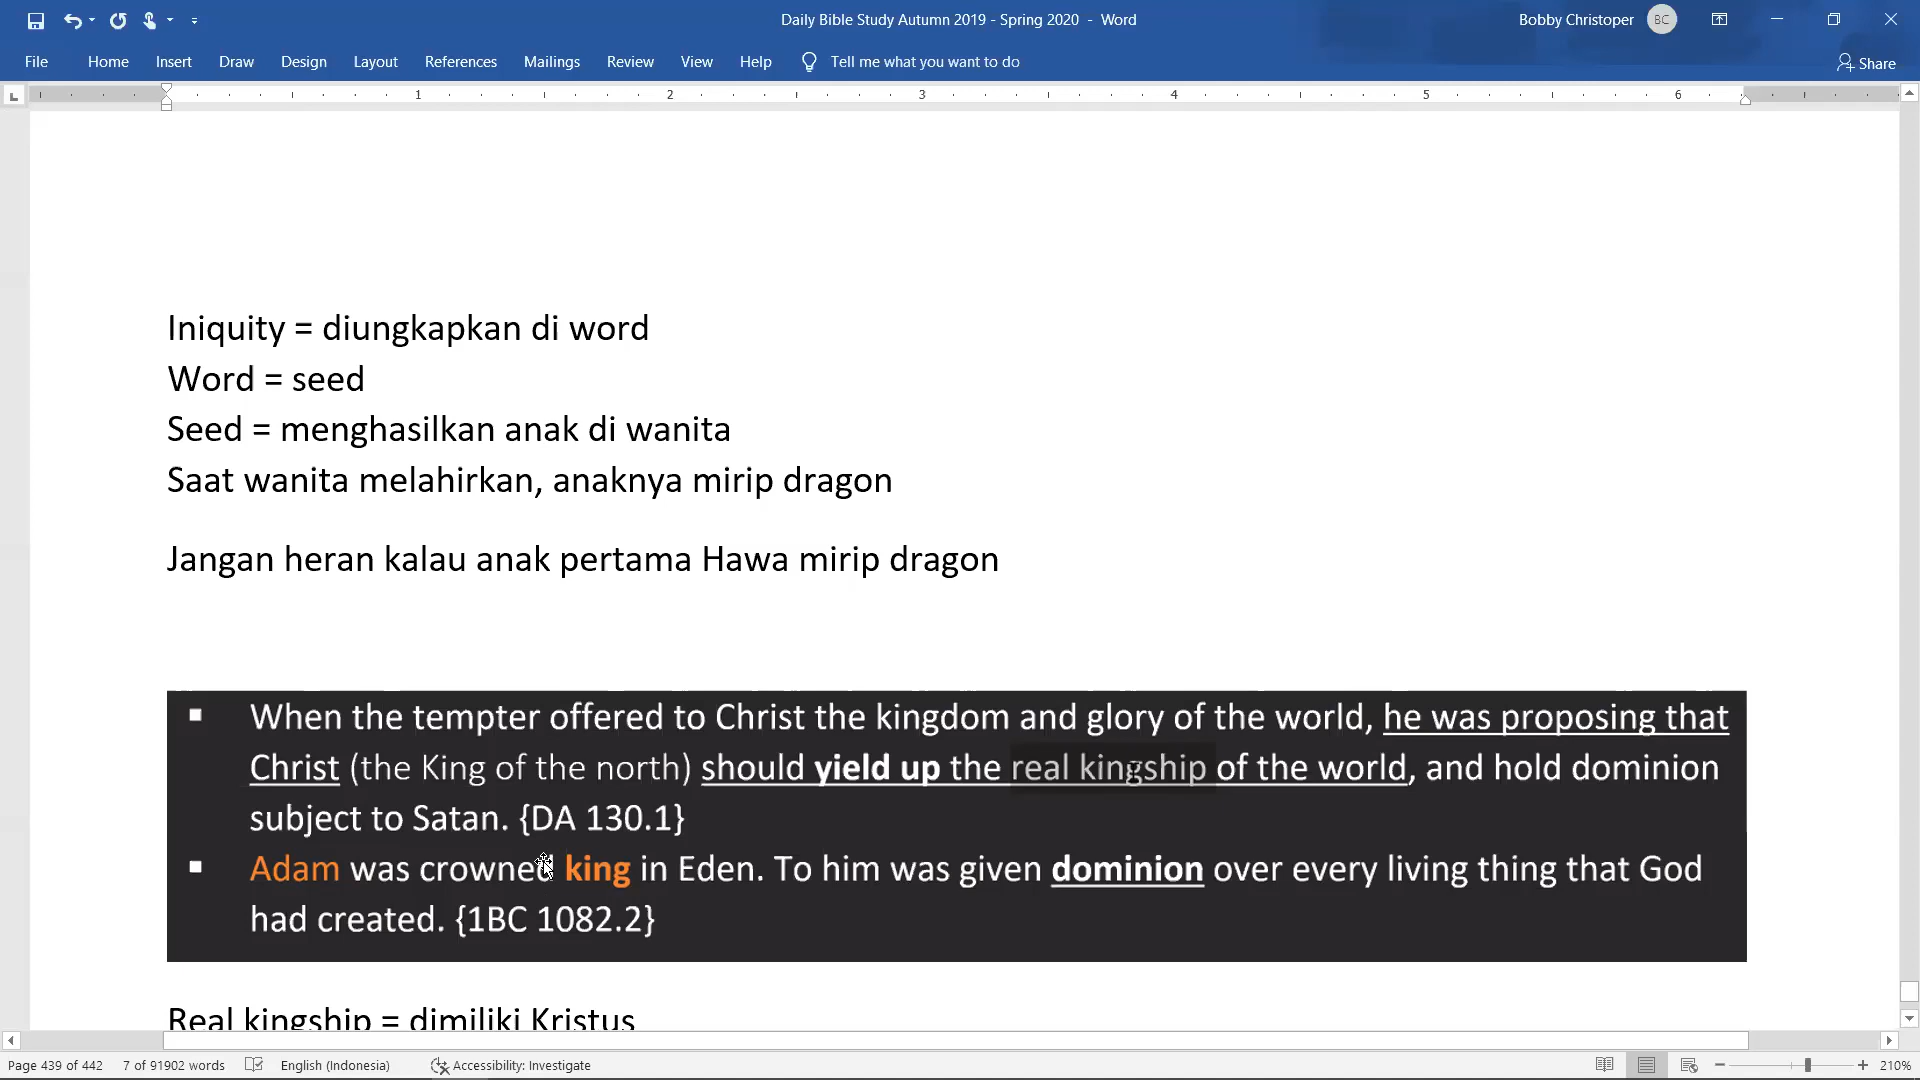 Daily Bible Study Autumn 2019 - Spring 2020 - Word
Bobby Christoper BC
File Home Insert Draw Design Layout References Mailings Review View Help Tell me what you want to do Share
1 2 3 4 5 6
Iniquity = diungkapkan di word
Word = seed
Seed = menghasilkan anak di wanita
Saat wanita melahirkan, anaknya mirip dragon
Jangan heran kalau anak pertama Hawa mirip dragon
▪ When the tempter offered to Christ the kingdom and glory of the world, he was proposing that
Christ (the King of the north) should yield up the real kingship of the world, and hold dominion
subject to Satan. {DA 130.1}
▪ Adam was crowned king in Eden. To him was given dominion over every living thing that God
had created. {1BC 1082.2}
Real kingship = dimiliki Kristus
Page 439 of 442 7 of 91902 words English (Indonesia) Accessibility: Investigate 210%